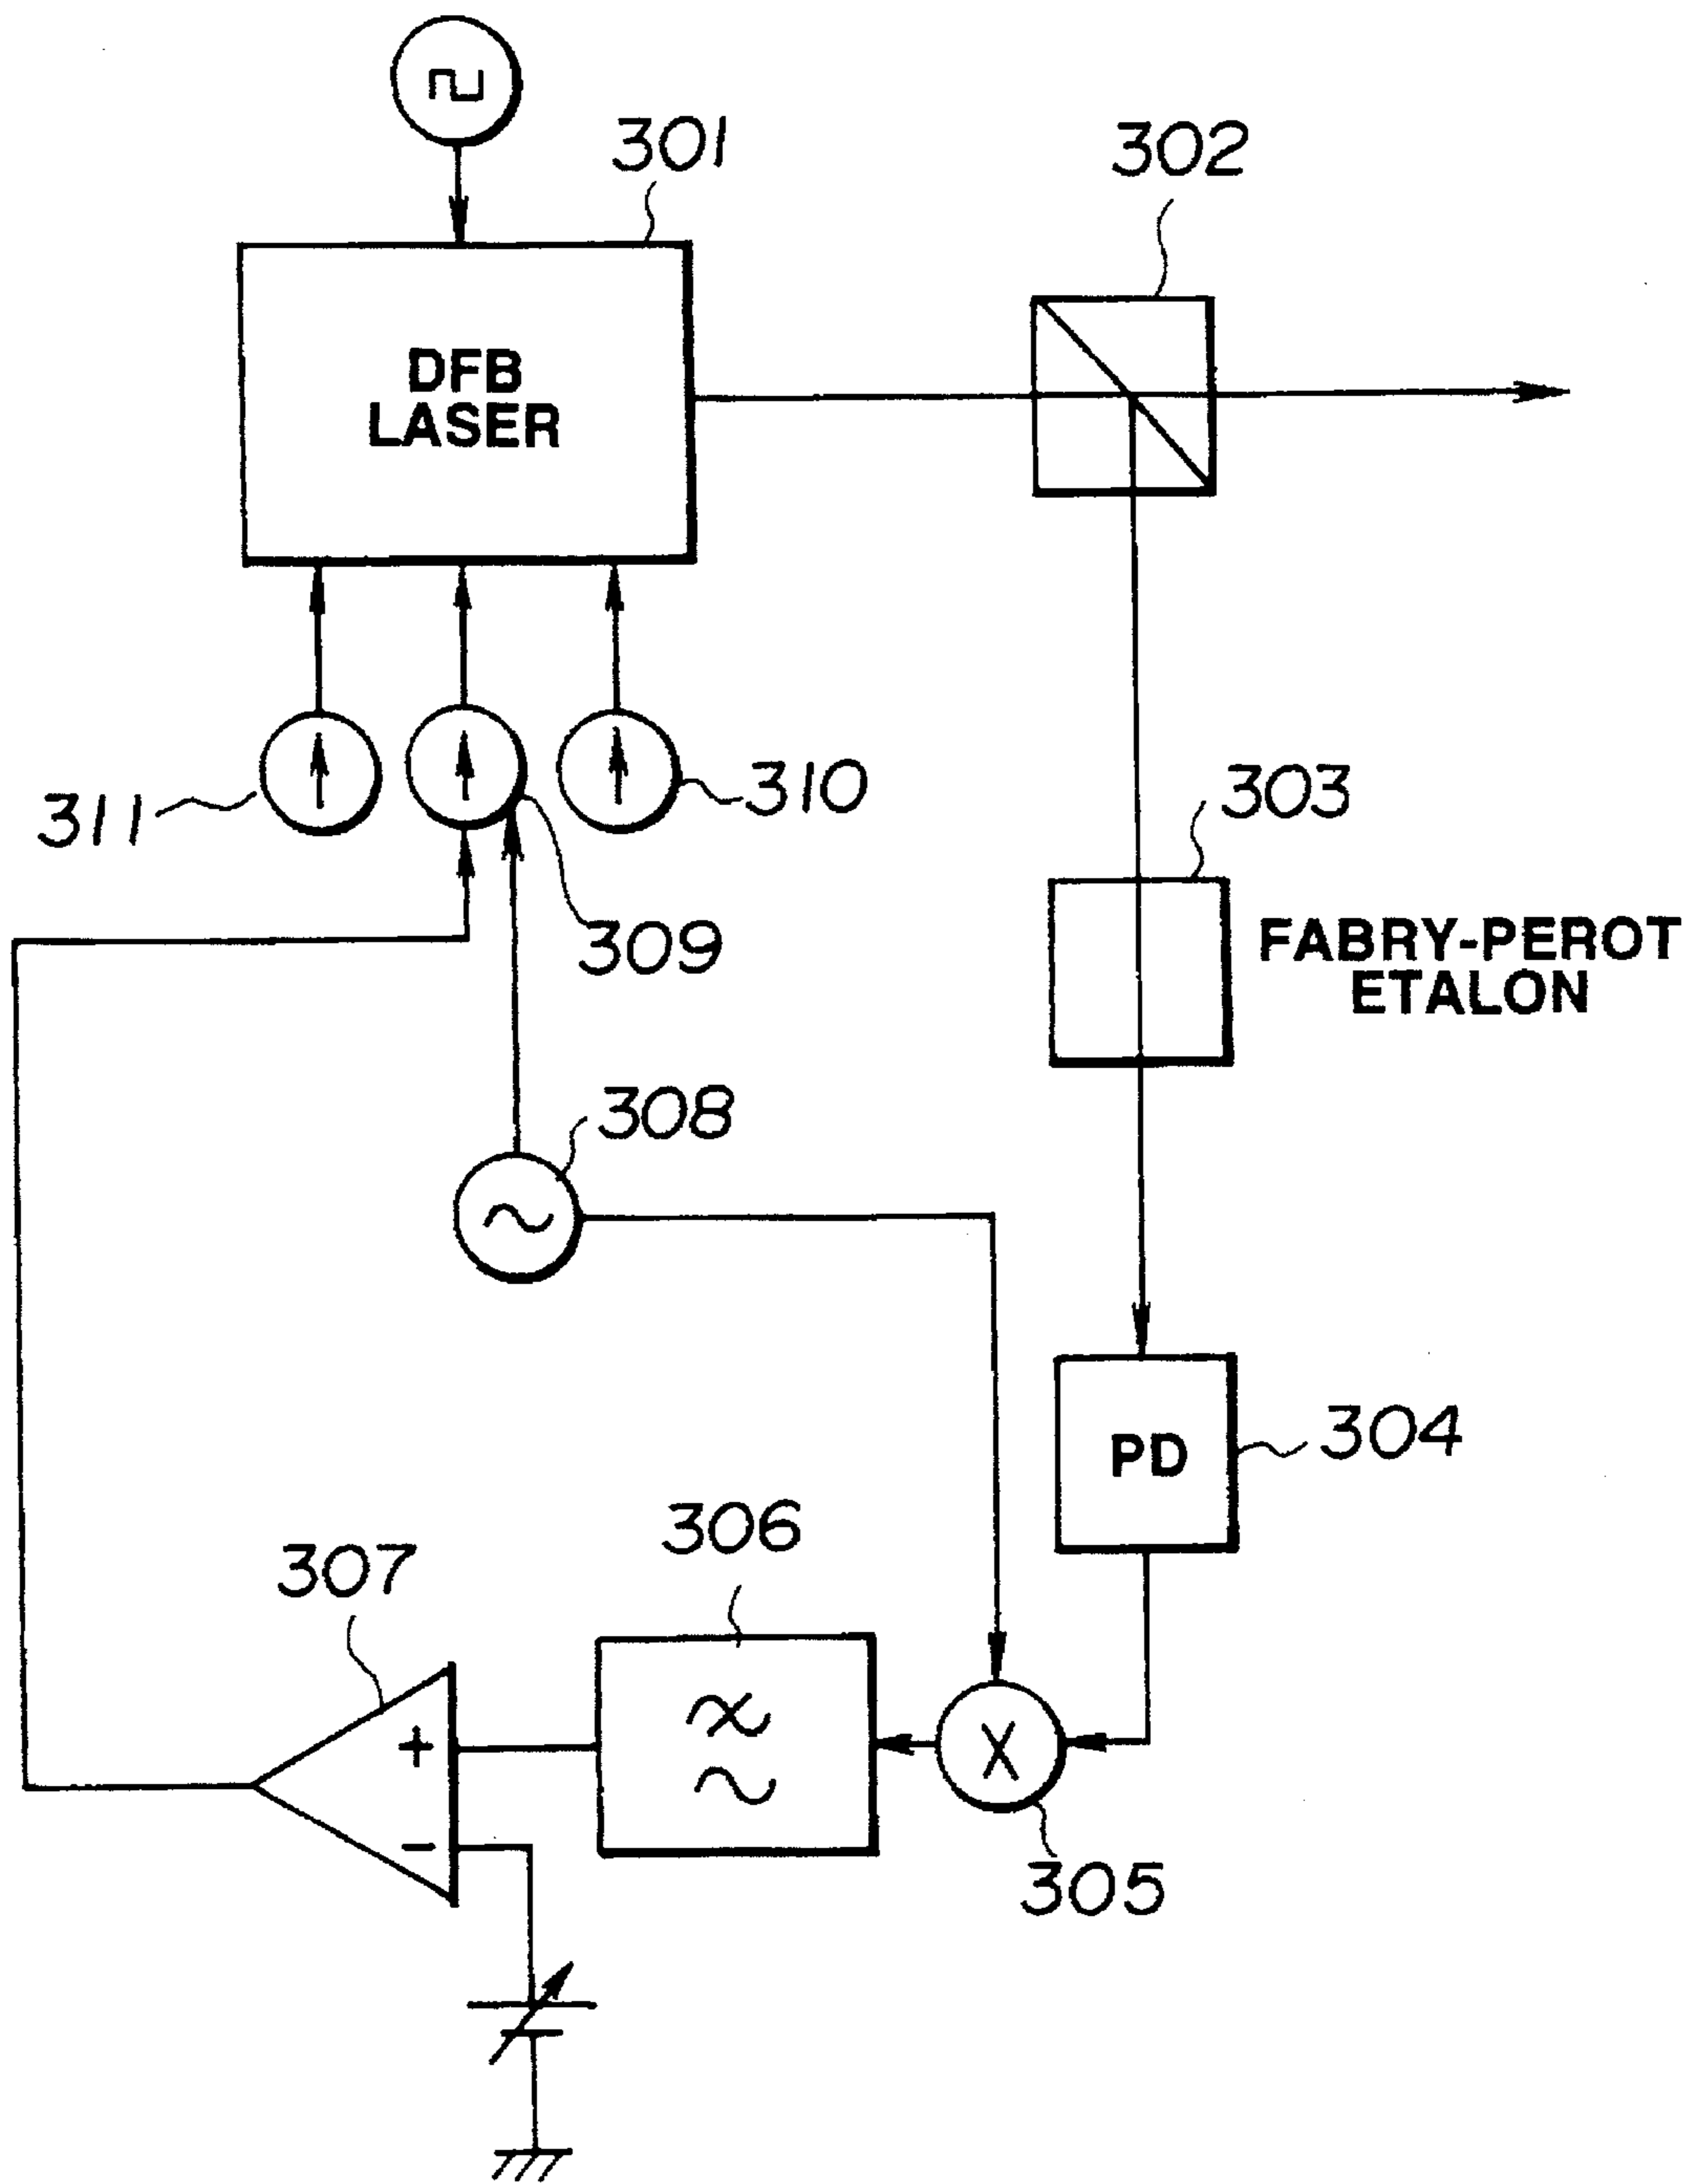 301
302
DFB
LASER
311
310
303
309
FABRY-PEROT
ETALON
308
304
PD
306
307
+
X
−
305